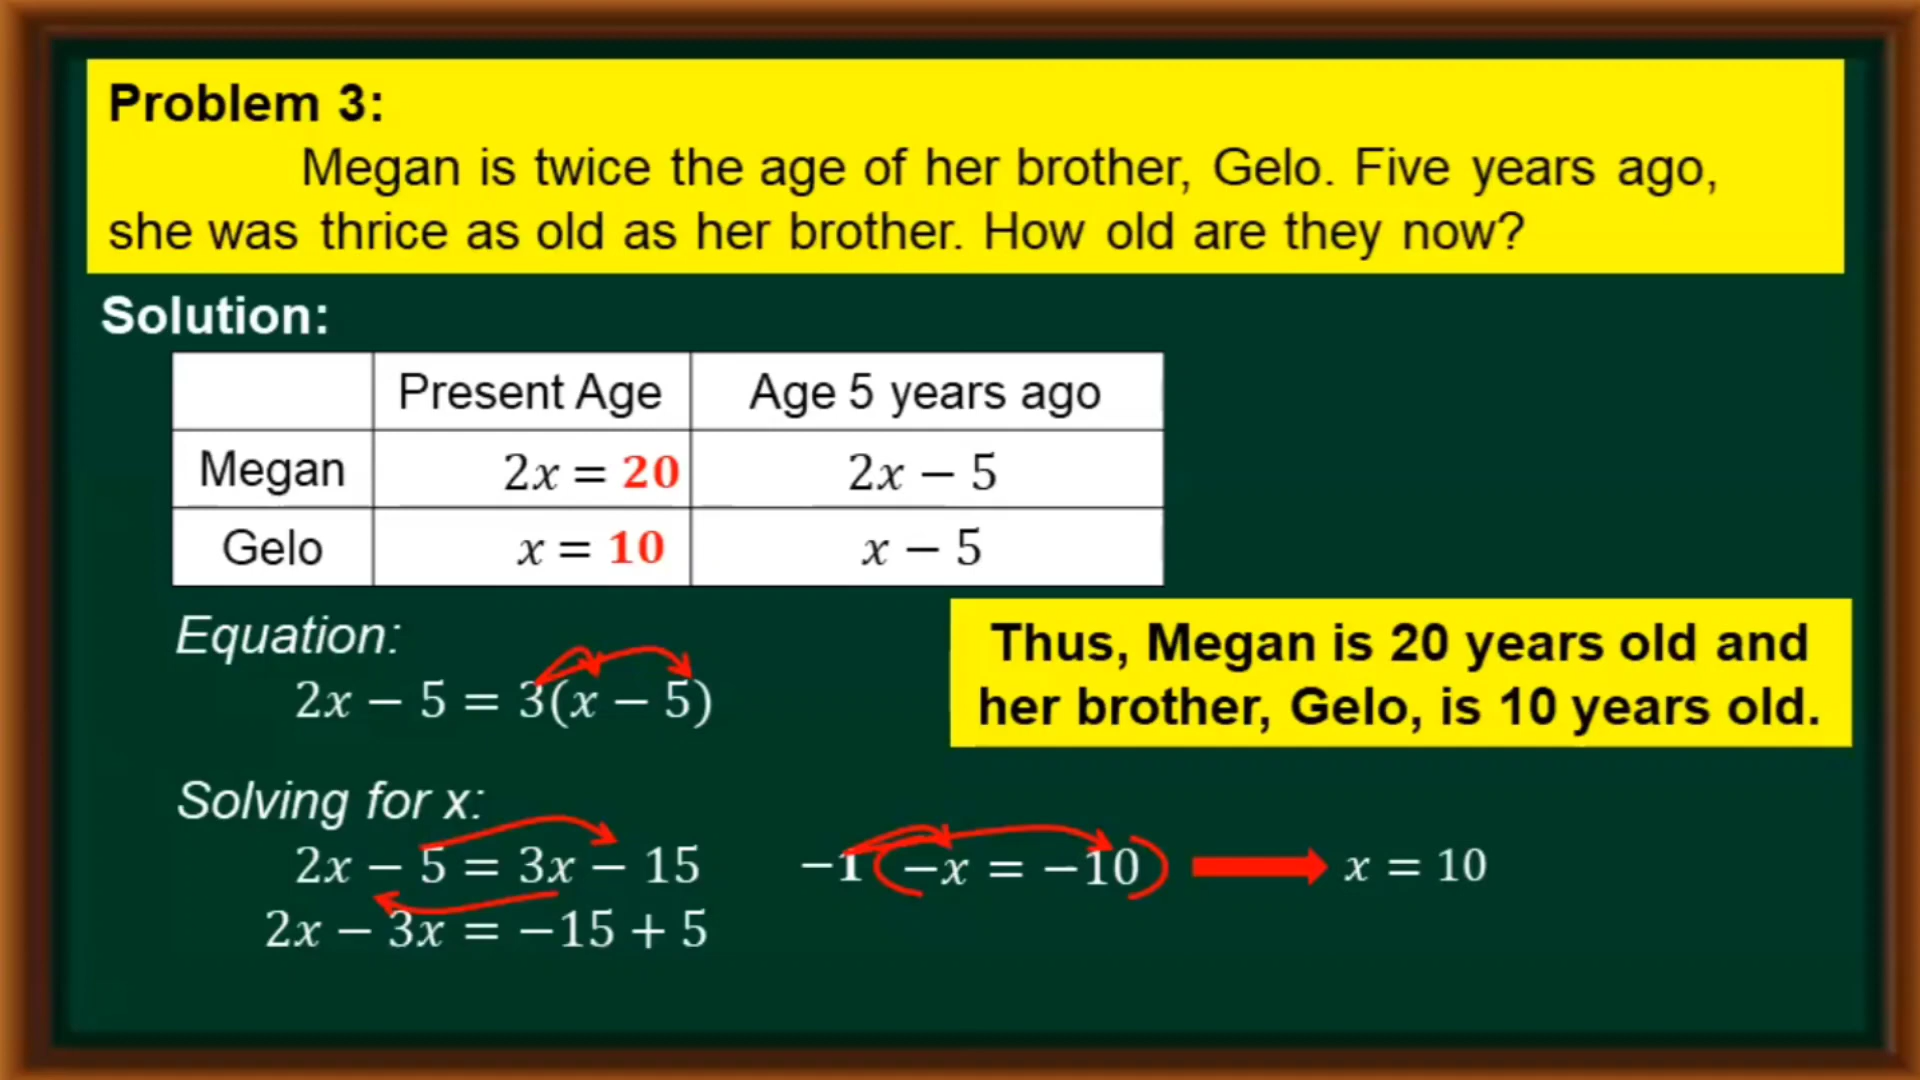 Problem 3:
Megan is twice the age of her brother, Gelo. Five years ago,
she was thrice as old as her brother. How old are they now?
Solution:
Present Age Age 5 years ago
Megan 2x = 20 2x − 5
Gelo x = 10 x − 5
Equation:
2x − 5 = 3(x − 5)
Thus, Megan is 20 years old and
her brother, Gelo, is 10 years old.
Solving for x:
2x − 5 = 3x − 15
2x − 3x = −15 + 5
−1(−x = −10) x = 10